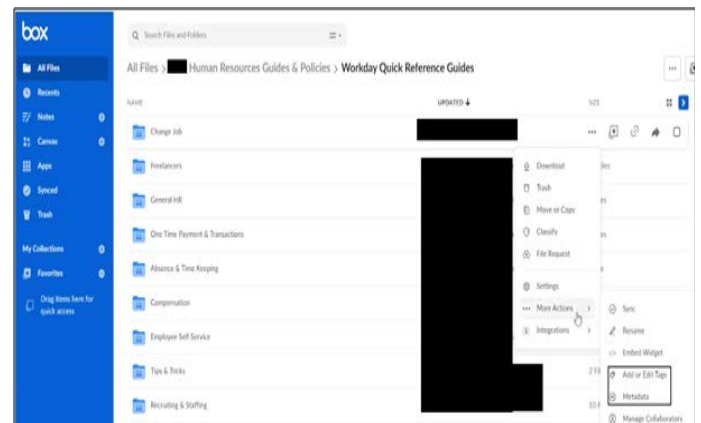 box
Search Files and Folders
All Files
All Files > Human Resources Guides & Policies > Workday Quick Reference Guides
Recents
NAME UPDATED SIZE
Notes
Change Job
Canvas
Apps
Freelancers
Download
Synced
Trash
General HR
Trash
Move or Copy
One Time Payment & Transactions
Classify
My Collections
File Request
Favorites
Absence & Time Keeping
Settings
Drag items here for
quick access
Compensation
More Actions
Sync
Employee Self Service
Integrations
Rename
Embed Widget
Tips & Tricks
Add or Edit Tags
Metadata
Recruiting & Staffing
Manage Collaborators